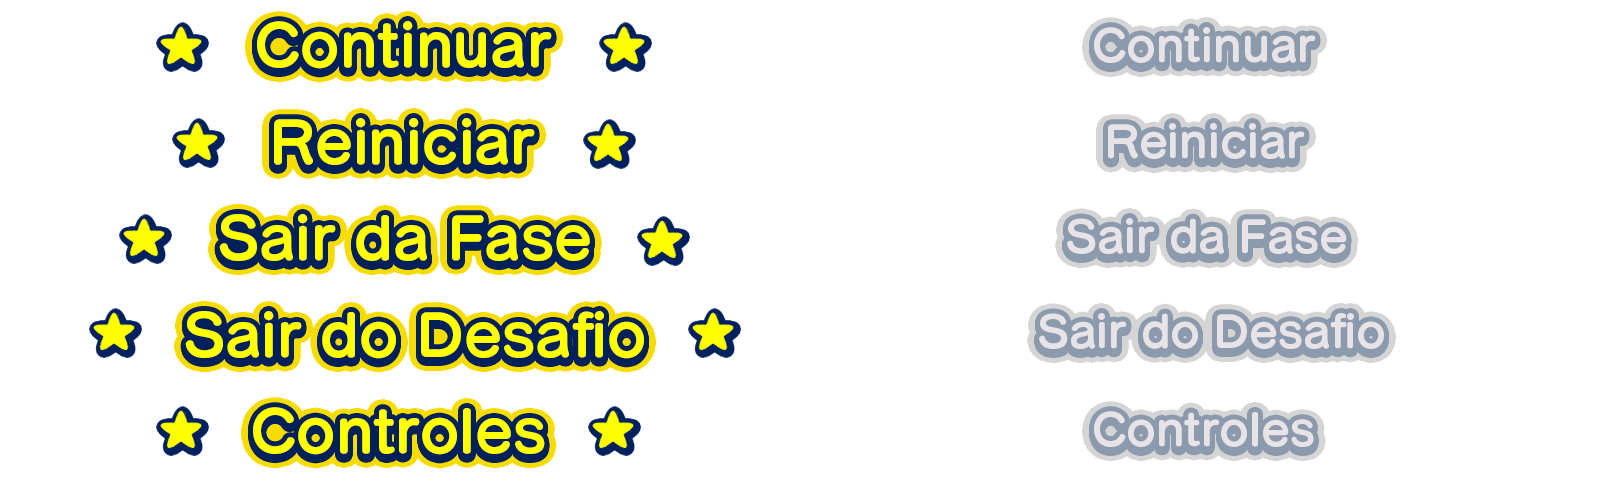 Continuar
Reiniciar
Sair da Fase
Sair do Desafio
Controles
Continuar
Reiniciar
Sair da Fase
Sair do Desafio
Controles